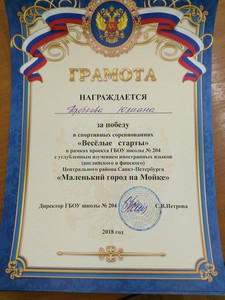 ГРАМОТА
НАГРАЖДАЕТСЯ
Юлиана
за победу
в спортивных соревнованиях
«Весёлые старты»
в рамках проекта ГБОУ школы № 204
с углубленным изучением иностранных языков
(английского и финского)
Центрального района Санкт-Петербурга
«Маленький город на Мойке»
Директор ГБОУ школы № 204 С.В.Петрова
2018 год